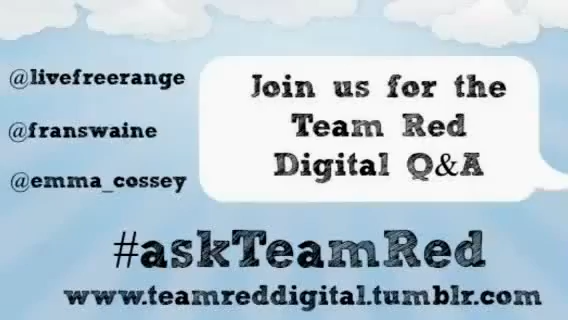 @livefreerange
@franswaine
@emma_cossey
Join us for the
Team Red
Digital Q&A
#askTeamRed
www.teamreddigital.tumblr.com